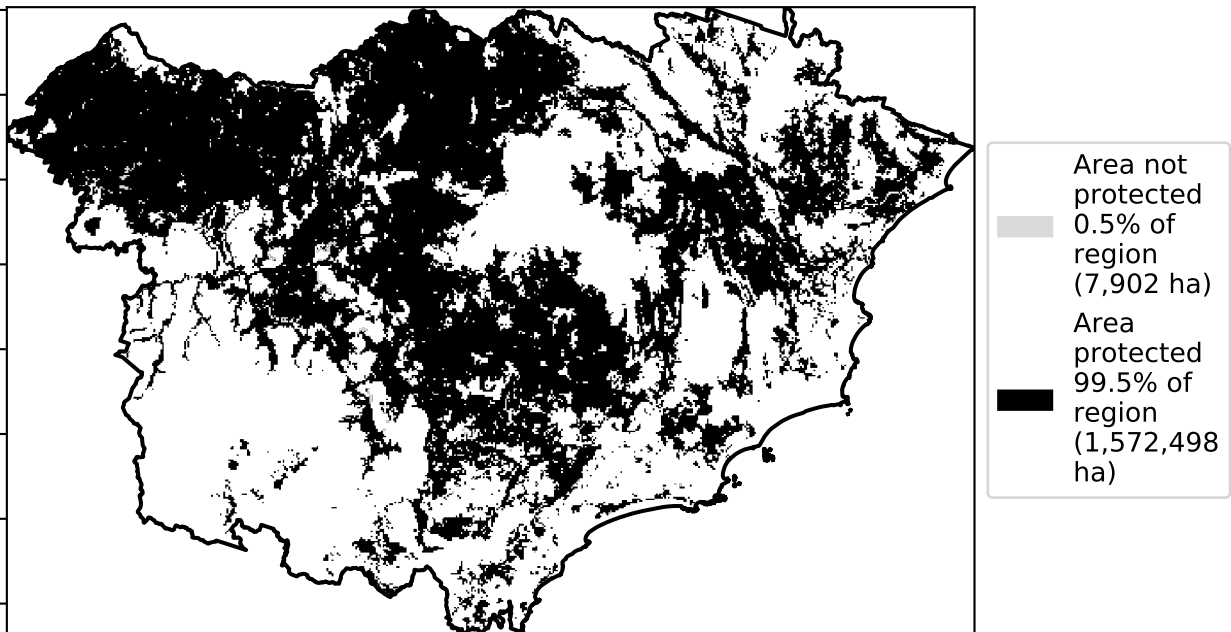 Area not
protected
0.5% of
region
(7,902 ha)
Area
protected
99.5% of
region
(1,572,498
ha)